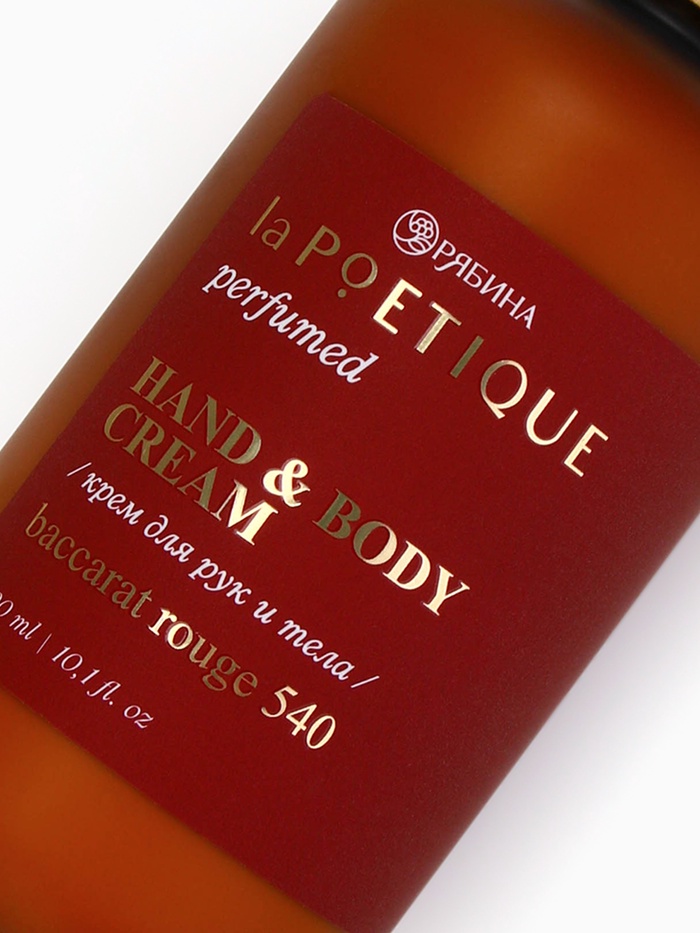 РЯБИНА
la POETIQUE
perfumed
HAND & BODY
CREAM
/крем для рук и тела/
baccarat rouge 540
0 ml | 10,1 fl. oz